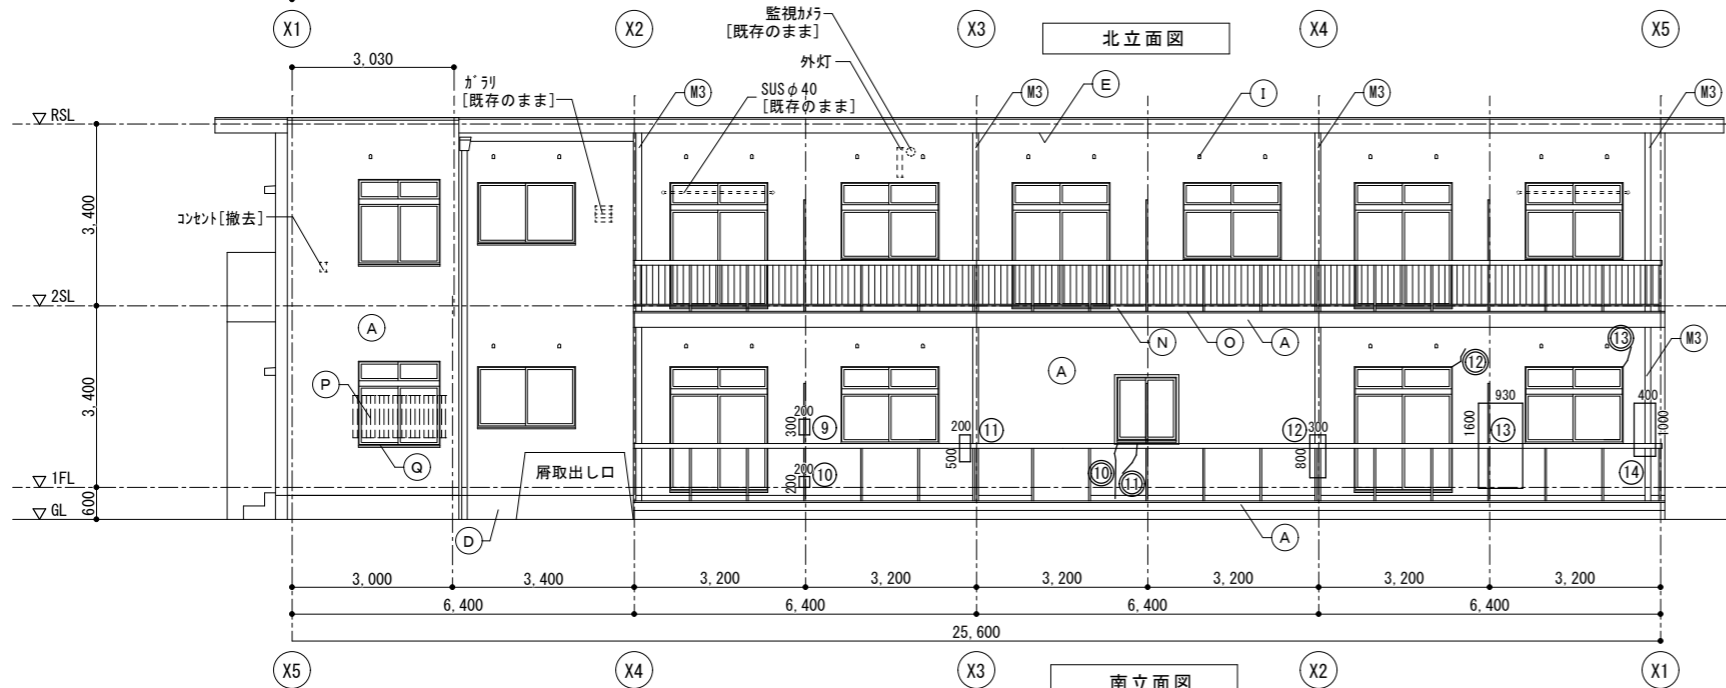 X1
X2
X3
X4
X5
北立面図
監視カメラ
[既存のまま]
外灯
3,030
ガラリ
[既存のまま]
SUSφ40
[既存のまま]
M3
M3
E
I
M3
M3
RSL
3,400
コンセント[撤去]
2SL
A
N
O
A
⑬
M3
3,400
P
A
⑫
200
300
⑨
200
⑪
500
⑫
300
800
930
1600
⑬
400
1000
Q
屑取出し口
200
200
⑩
⑩
⑪
⑭
1FL
600
GL
D
A
3,000
3,400
3,200
3,200
3,200
3,200
3,200
3,200
6,400
6,400
6,400
6,400
25,600
X5
X4
X3
X2
X1
南立面図